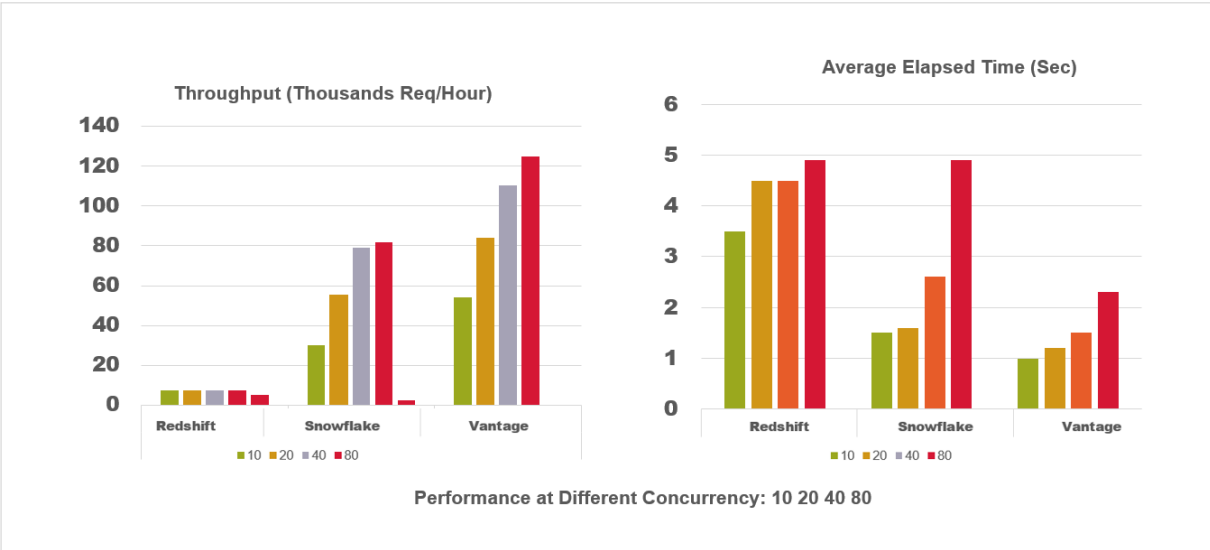 Throughput (Thousands Req/Hour)
140
120
100
80
60
40
20
0
Redshift Snowflake Vantage
10 20 40 80
Average Elapsed Time (Sec)
6
5
4
3
2
1
0
Redshift Snowflake Vantage
10 20 40 80
Performance at Different Concurrency: 10 20 40 80